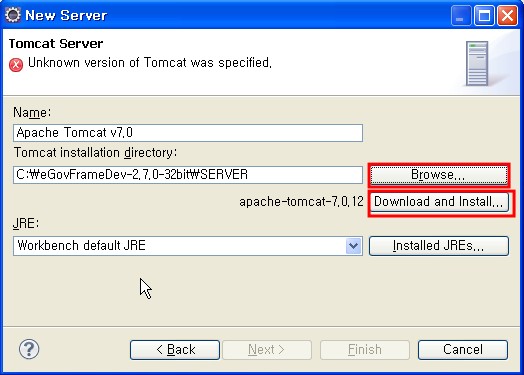 New Server
Tomcat Server
Unknown version of Tomcat was specified.
Name:
Apache Tomcat v7.0
Tomcat installation directory:
C:₩eGovFrameDev-2.7.0-32bit₩SERVER
Browse...
apache-tomcat-7.0.12
Download and Install...
JRE:
Workbench default JRE
Installed JREs...
?
< Back
Next >
Finish
Cancel